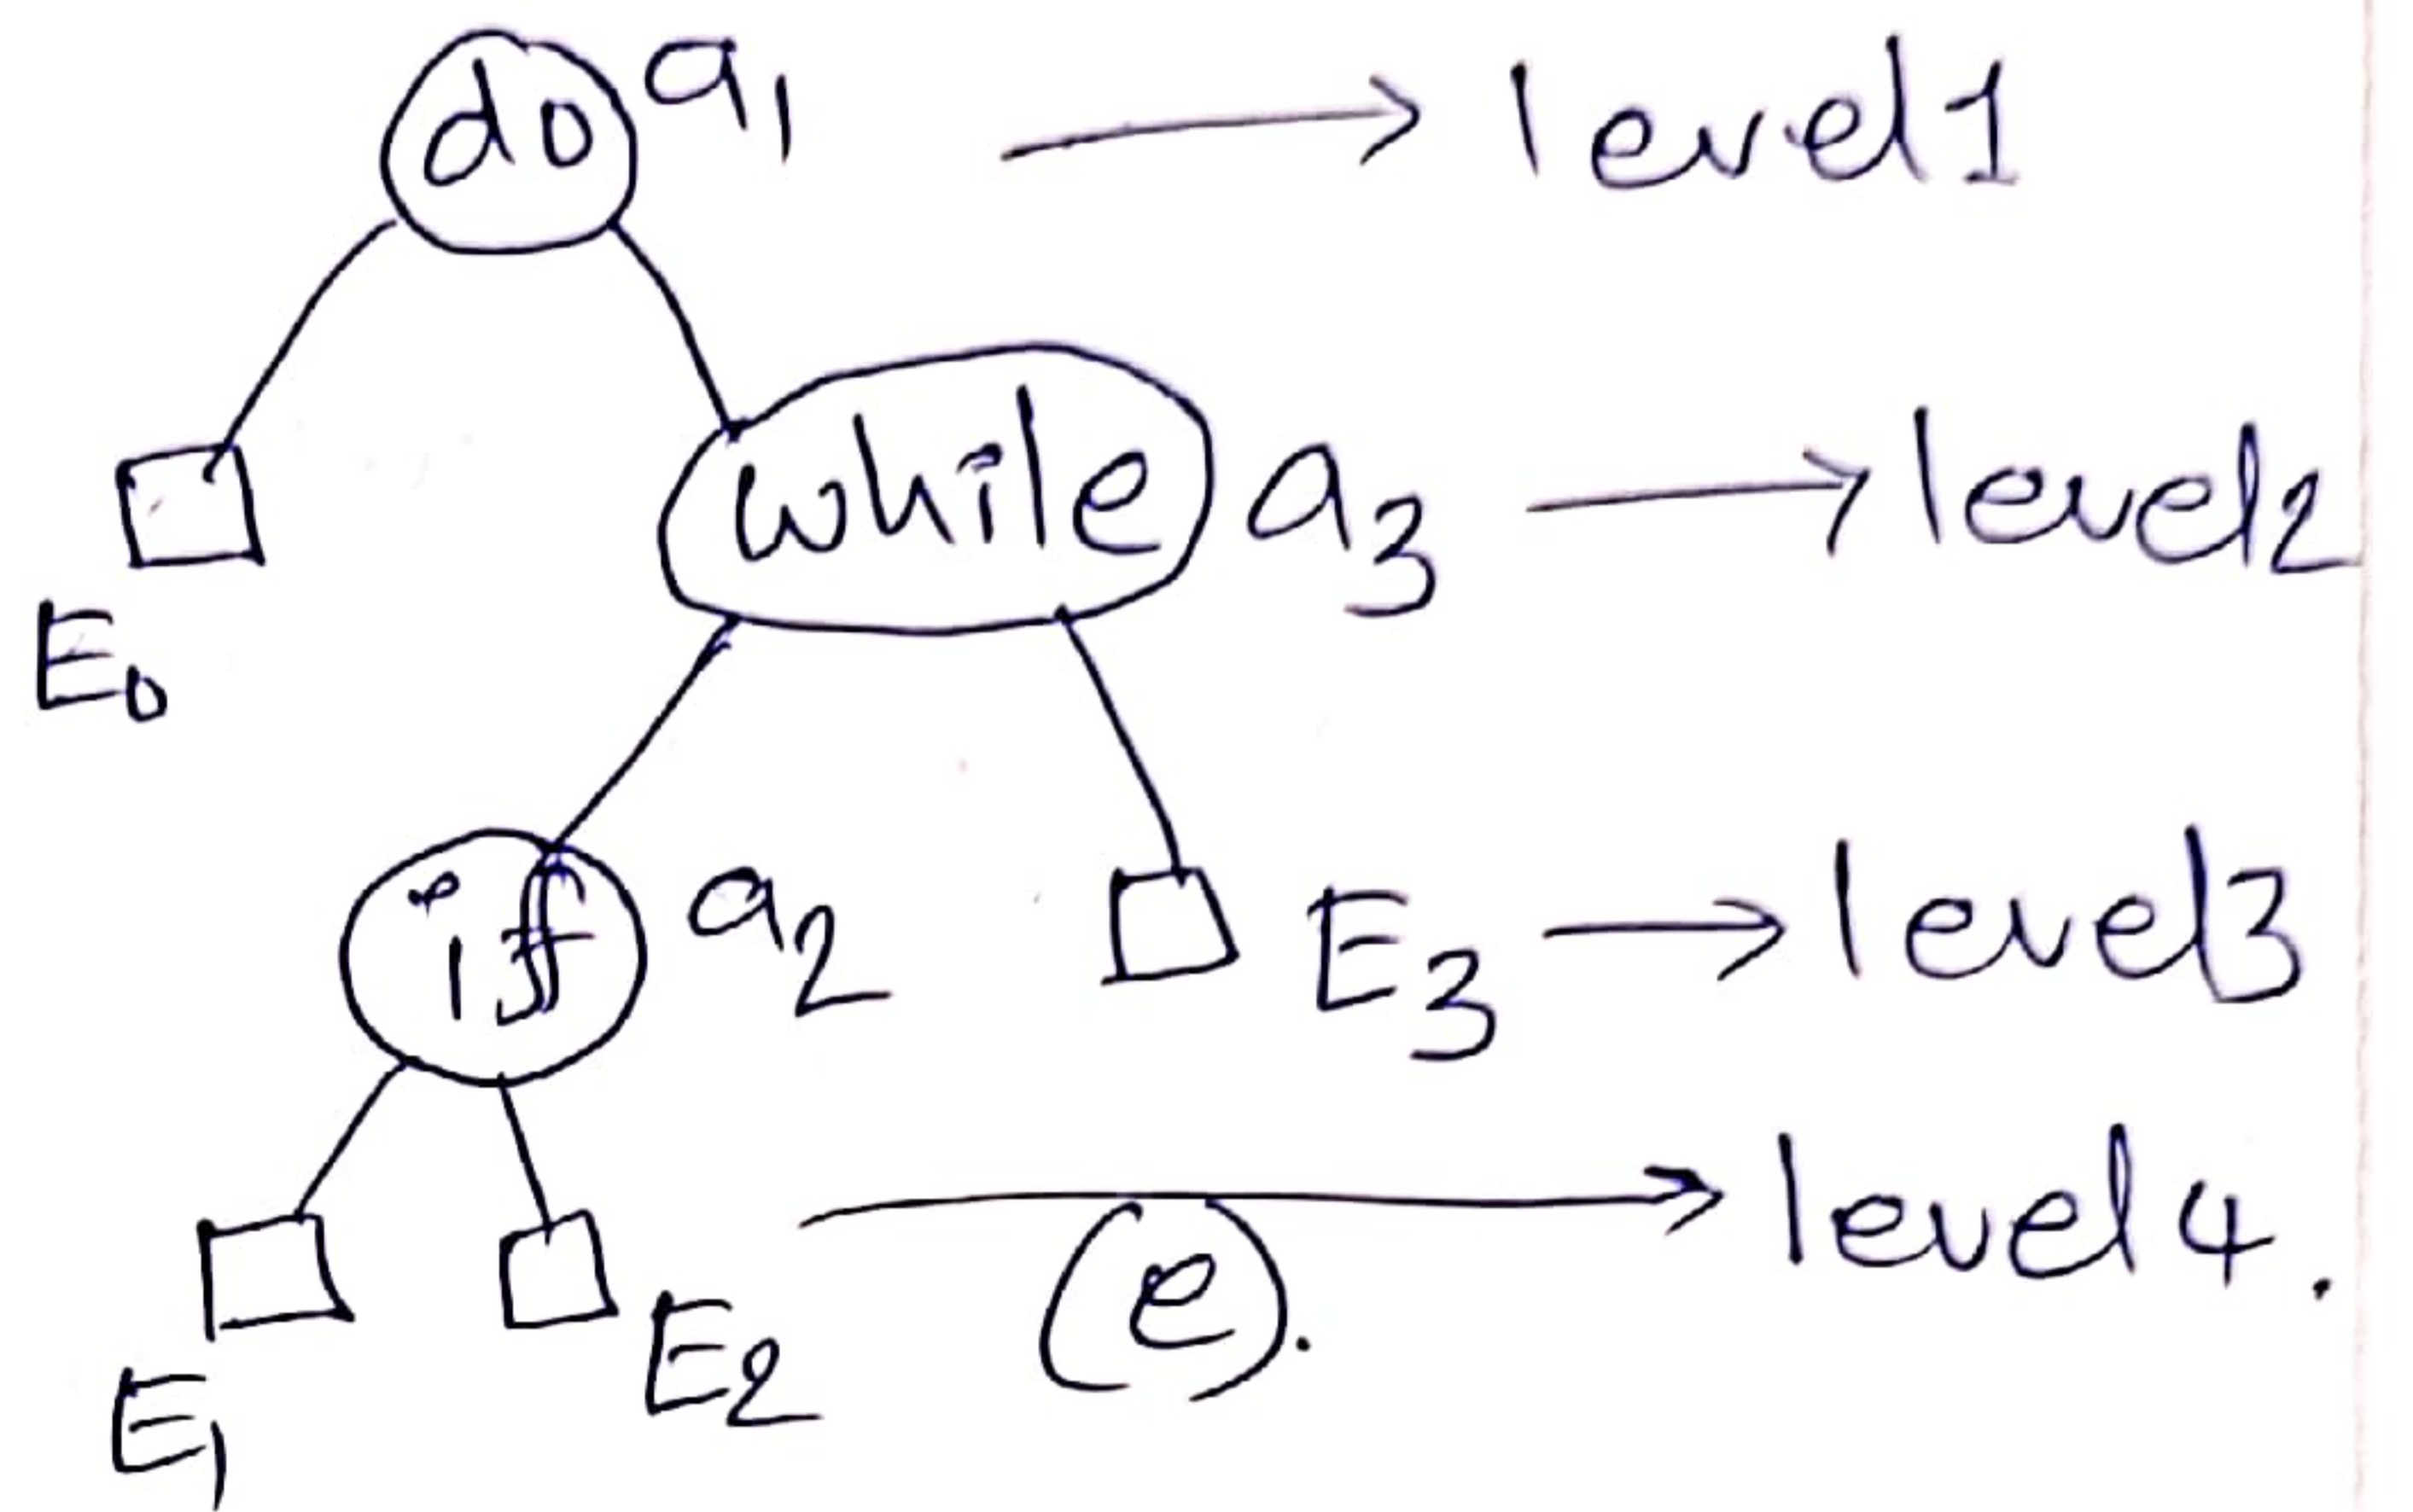 do a1 → level1
while a3 → level2
E0
if a2 E3 → level3
→ level4.
(e).
E2
E1